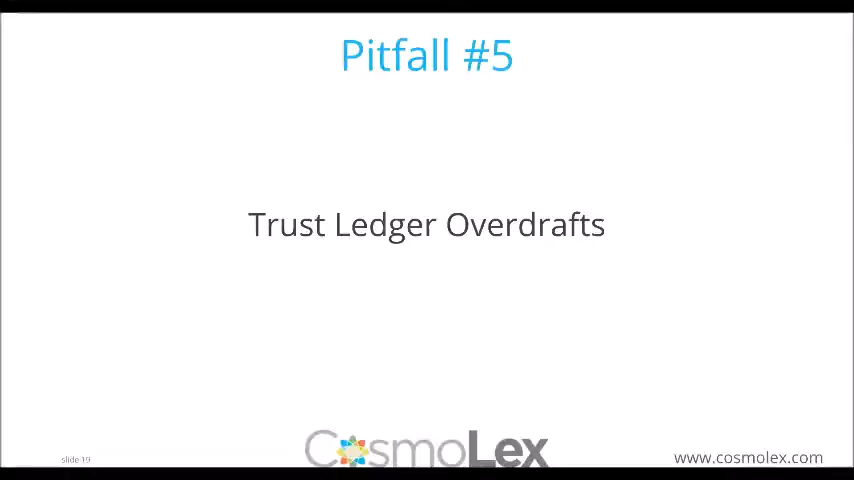 Pitfall #5
Trust Ledger Overdrafts
slide 19
CosmoLex
www.cosmolex.com